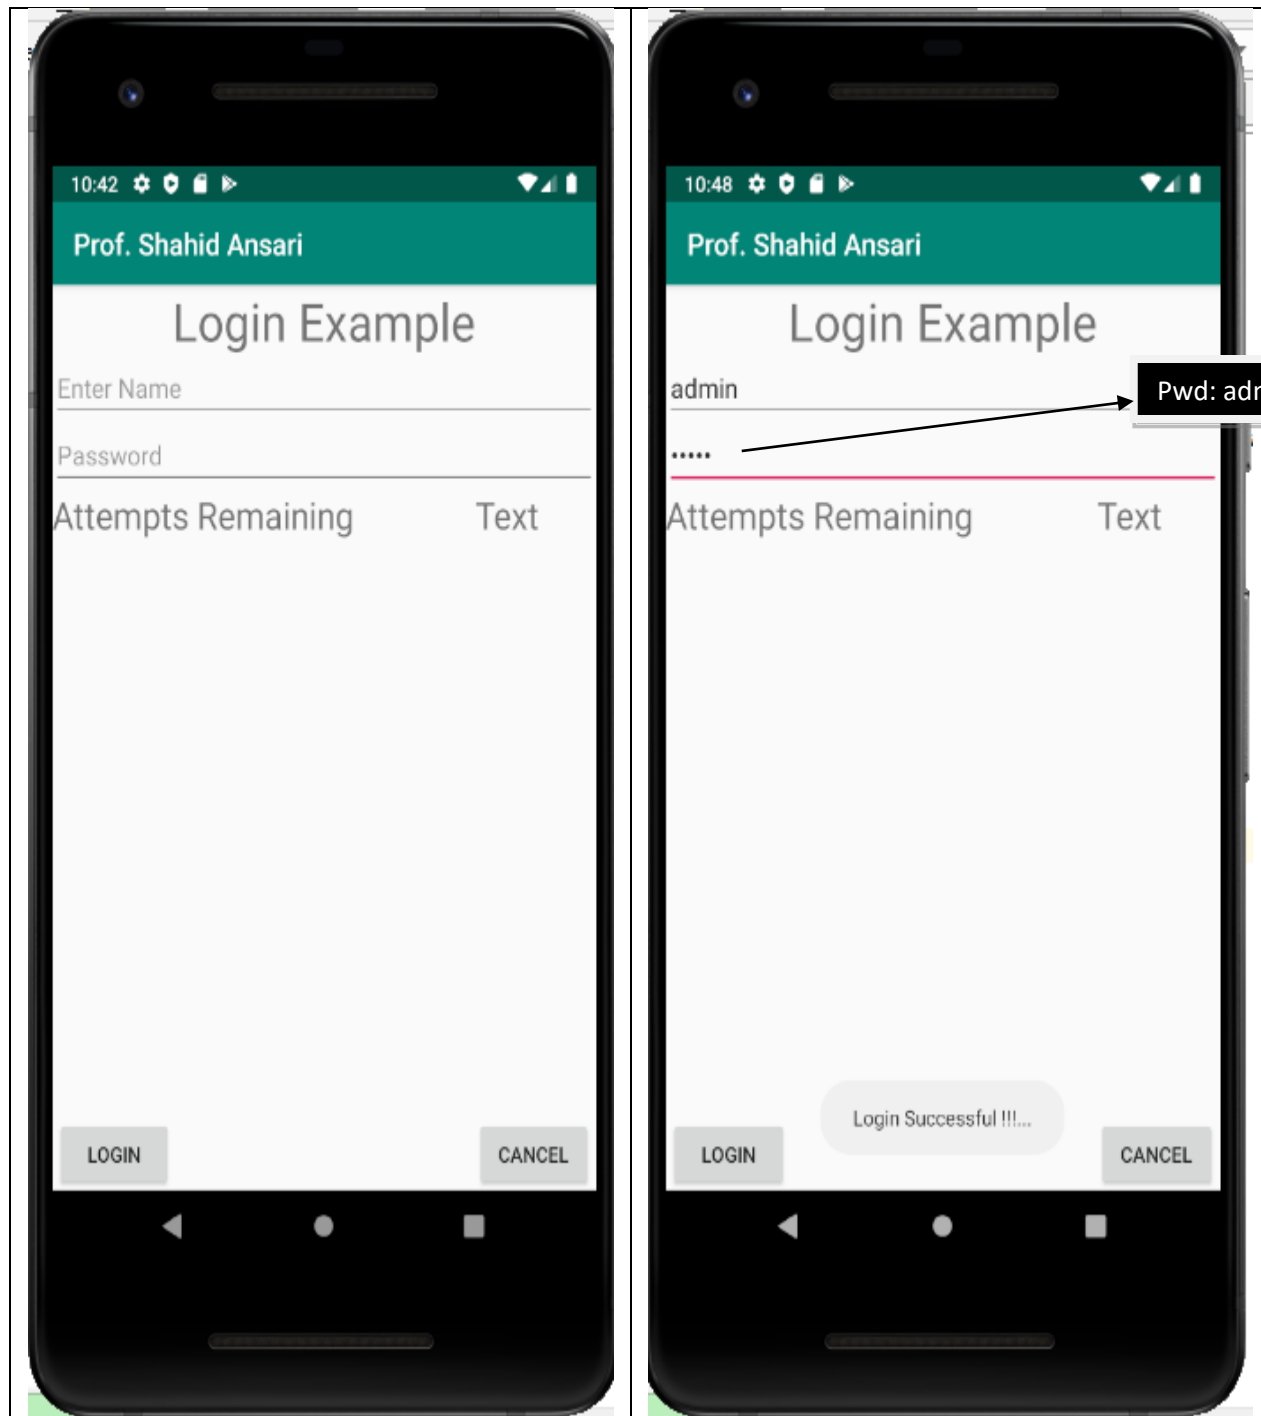 10:42
Prof. Shahid Ansari
Login Example
Enter Name
Password
Attempts Remaining Text
LOGIN CANCEL
10:48
Prof. Shahid Ansari
Login Example
admin
Pwd:
•••••
Attempts Remaining Text
Login Successful !!!...
LOGIN CANCEL